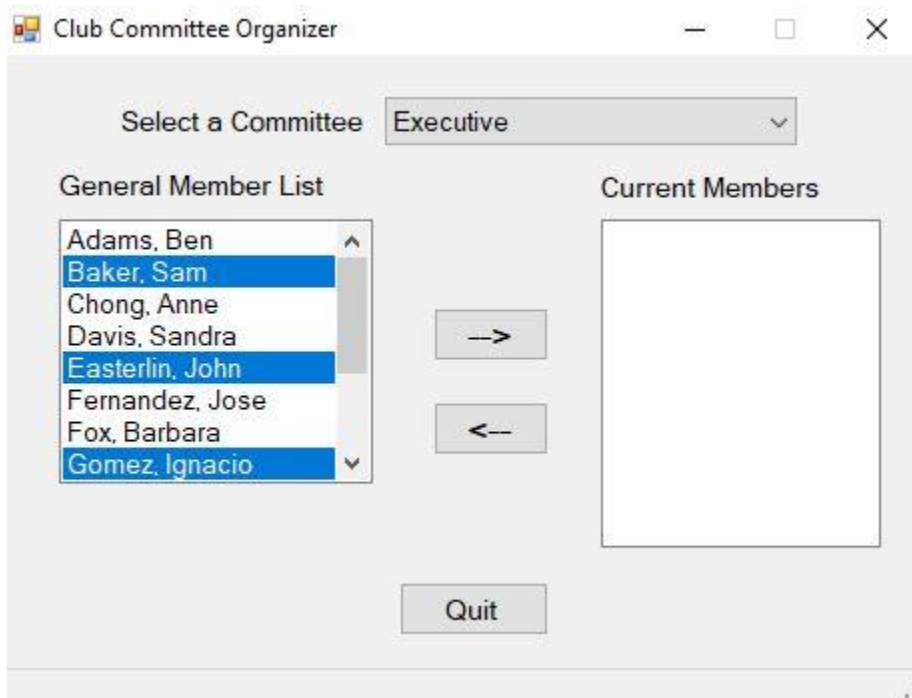 Club Committee Organizer
Select a Committee Executive
General Member List
Current Members
Adams, Ben
Baker, Sam
Chong, Anne
Davis, Sandra
Easterlin, John
Fernandez, Jose
Fox, Barbara
Gomez, Ignacio
-->
<--
Quit